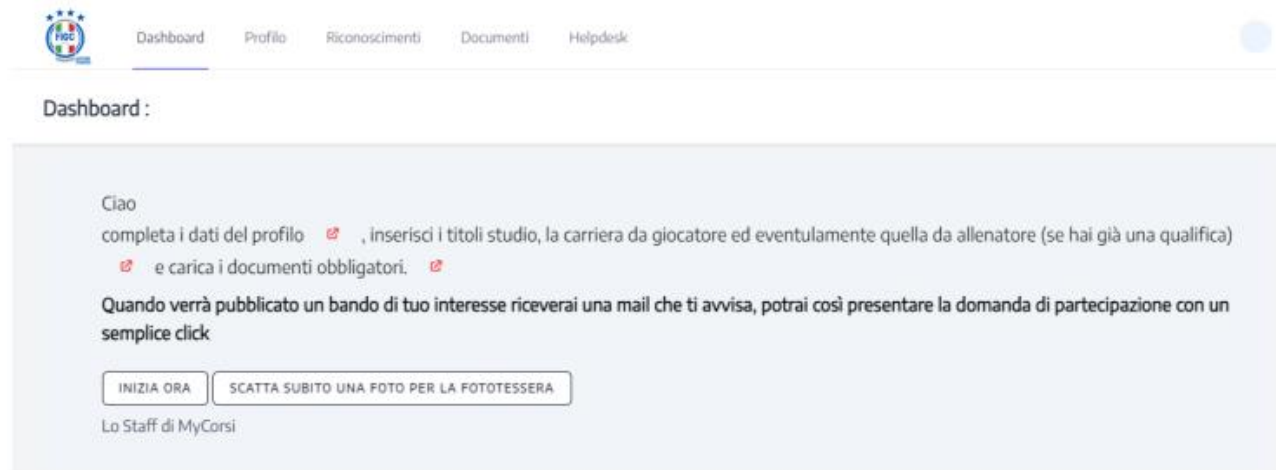 FIGC
Dashboard
Profilo
Riconoscimenti
Documenti
Helpdesk
Dashboard :
Ciao
completa i dati del profilo , inserisci i titoli studio, la carriera da giocatore ed eventulamente quella da allenatore (se hai già una qualifica)
e carica i documenti obbligatori.
Quando verrà pubblicato un bando di tuo interesse riceverai una mail che ti avvisa, potrai così presentare la domanda di partecipazione con un
semplice click
INIZIA ORA
SCATTA SUBITO UNA FOTO PER LA FOTOTESSERA
Lo Staff di MyCorsi